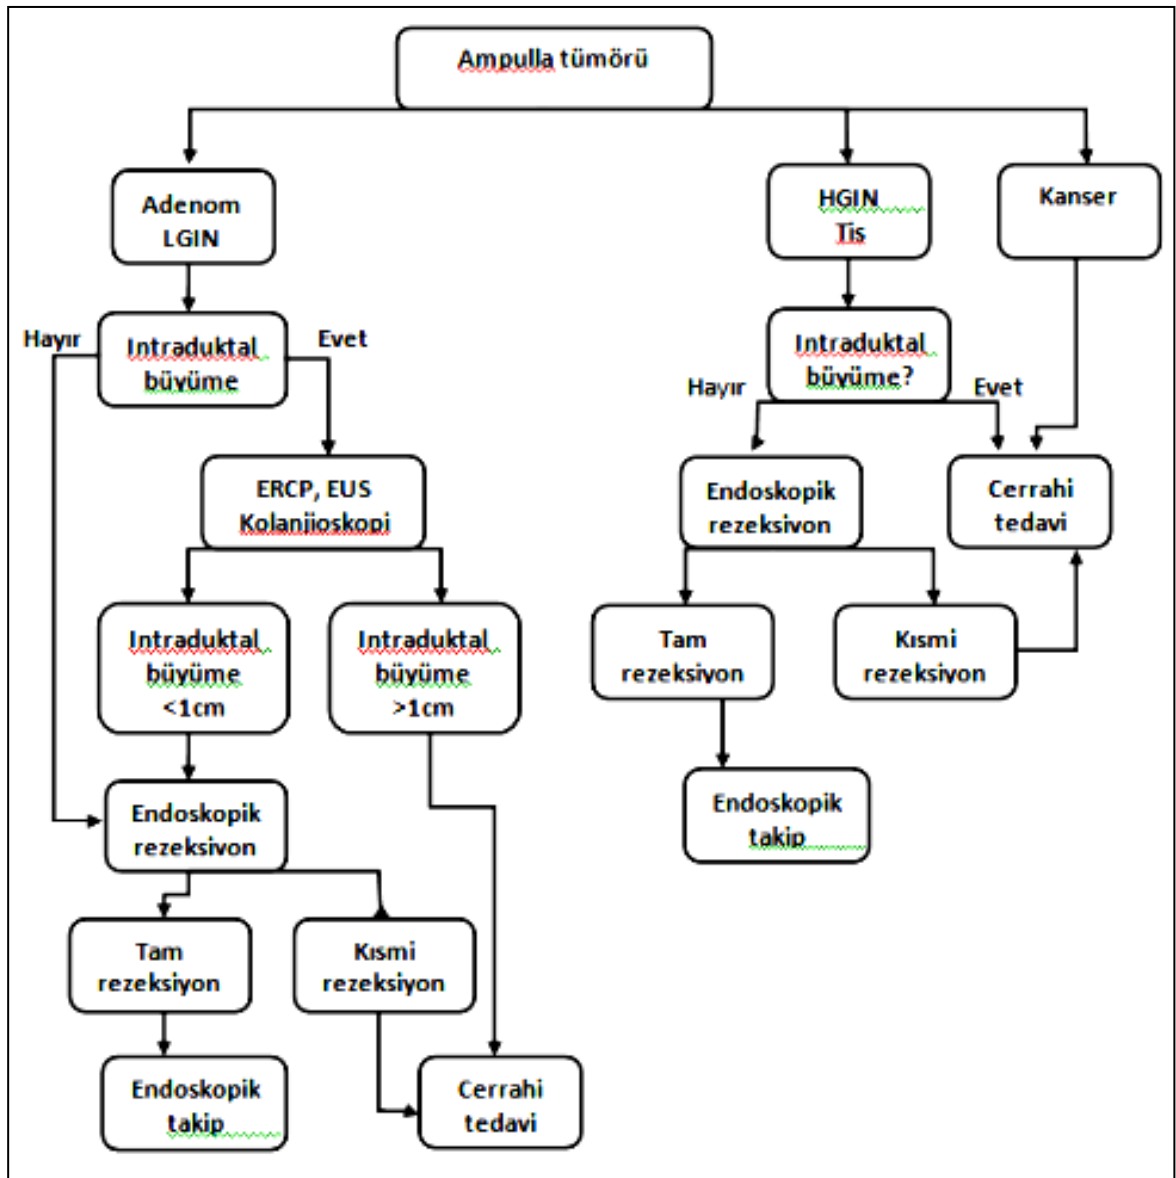 Ampulla tümörü
Adenom
LGIN
HGIN
Tis
Kanser
Hayır
Intraduktal
büyüme
Evet
Intraduktal
büyüme?
Hayır
Evet
ERCP, EUS
Kolanjioskopi
Endoskopik
rezeksiyon
Cerrahi
tedavi
Intraduktal
büyüme
<1cm
Intraduktal
büyüme
>1cm
Tam
rezeksiyon
Kısmi
rezeksiyon
Endoskopik
rezeksiyon
Endoskopik
takip
Tam
rezeksiyon
Kısmi
rezeksiyon
Endoskopik
takip
Cerrahi
tedavi